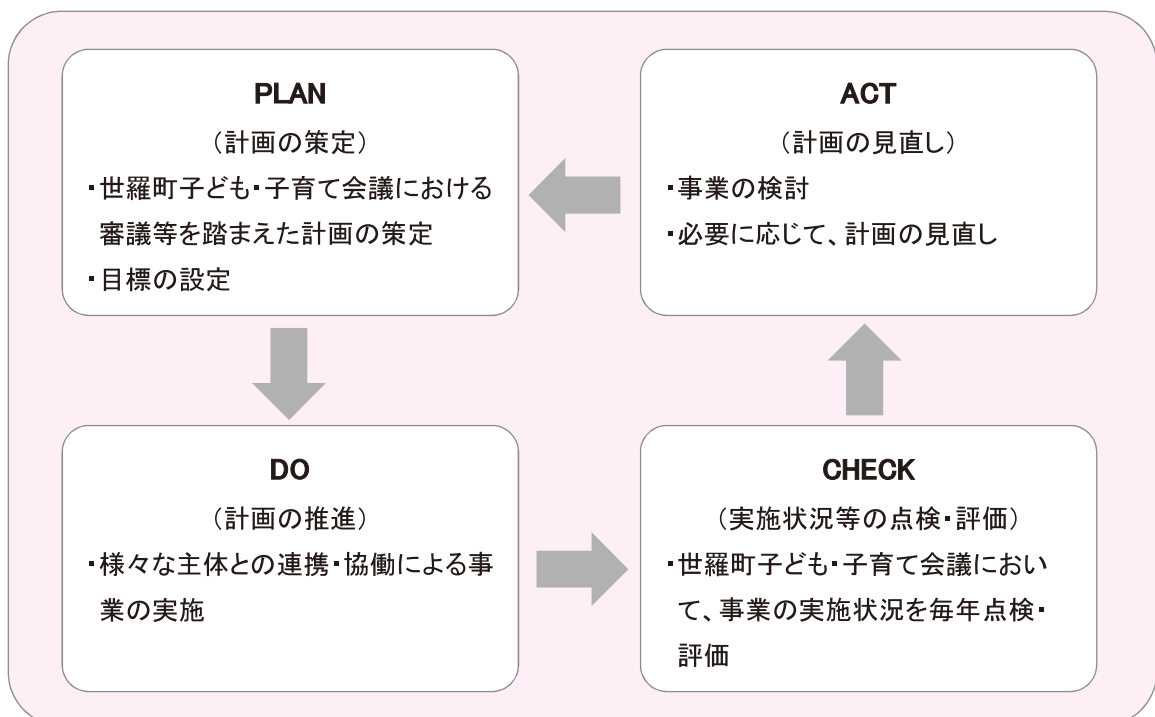 PLAN
（計画の策定）
・世羅町子ども・子育て会議における
審議等を踏まえた計画の策定
・目標の設定
ACT
（計画の見直し）
・事業の検討
・必要に応じて、計画の見直し
DO
（計画の推進）
・様々な主体との連携・協働による事
業の実施
CHECK
（実施状況等の点検・評価）
・世羅町子ども・子育て会議におい
て、事業の実施状況を毎年点検・
評価